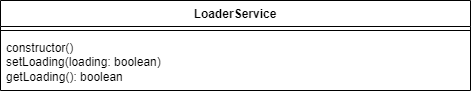 LoaderService
constructor()
setLoading(loading: boolean)
getLoading(): boolean